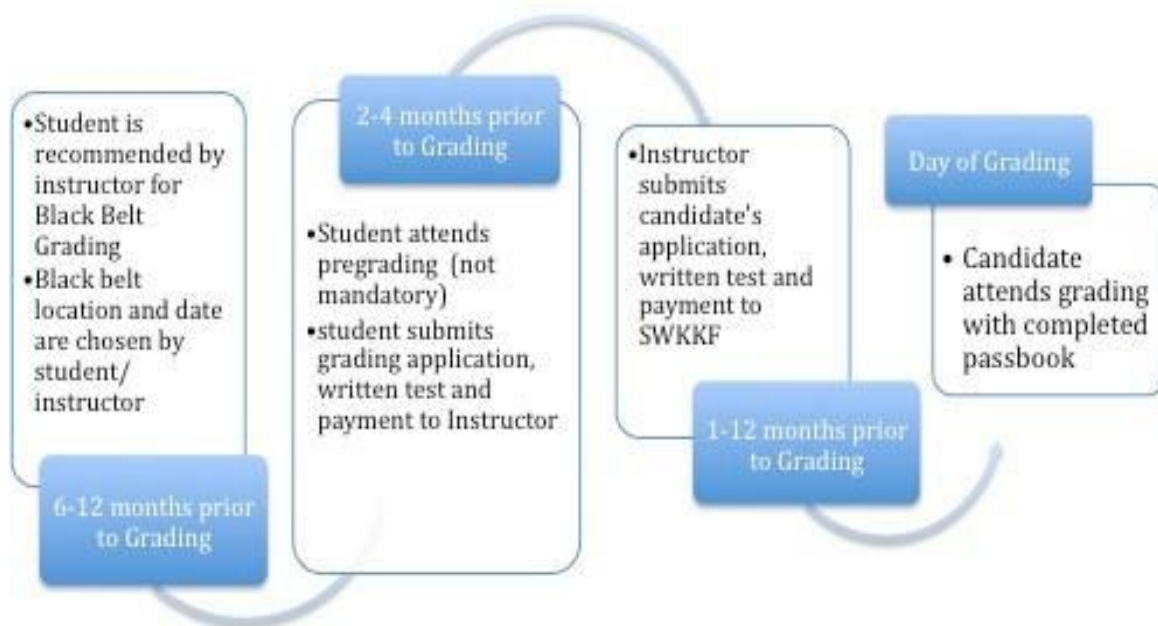 •Student is
recommended by
instructor for
Black Belt
Grading
•Black belt
location and date
are chosen by
student/
instructor
6-12 months prior
to Grading
2-4 months prior
to Grading
•Student attends
pregrading (not
mandatory)
•student submits
grading application,
written test and
payment to Instructor
•Instructor
submits
candidate's
application,
written test and
payment to
SWKKF
1-12 months prior
to Grading
Day of Grading
• Candidate
attends grading
with completed
passbook